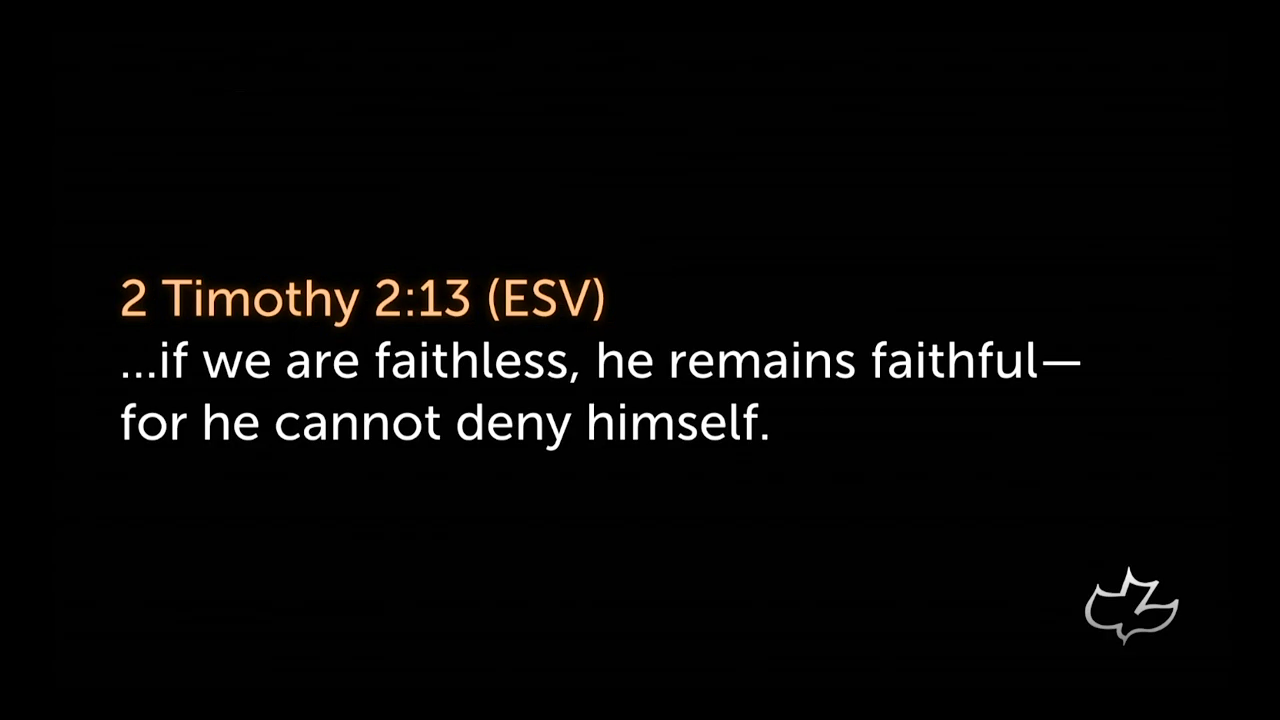 2 Timothy 2:13 (ESV)
...if we are faithless, he remains faithful—
for he cannot deny himself.